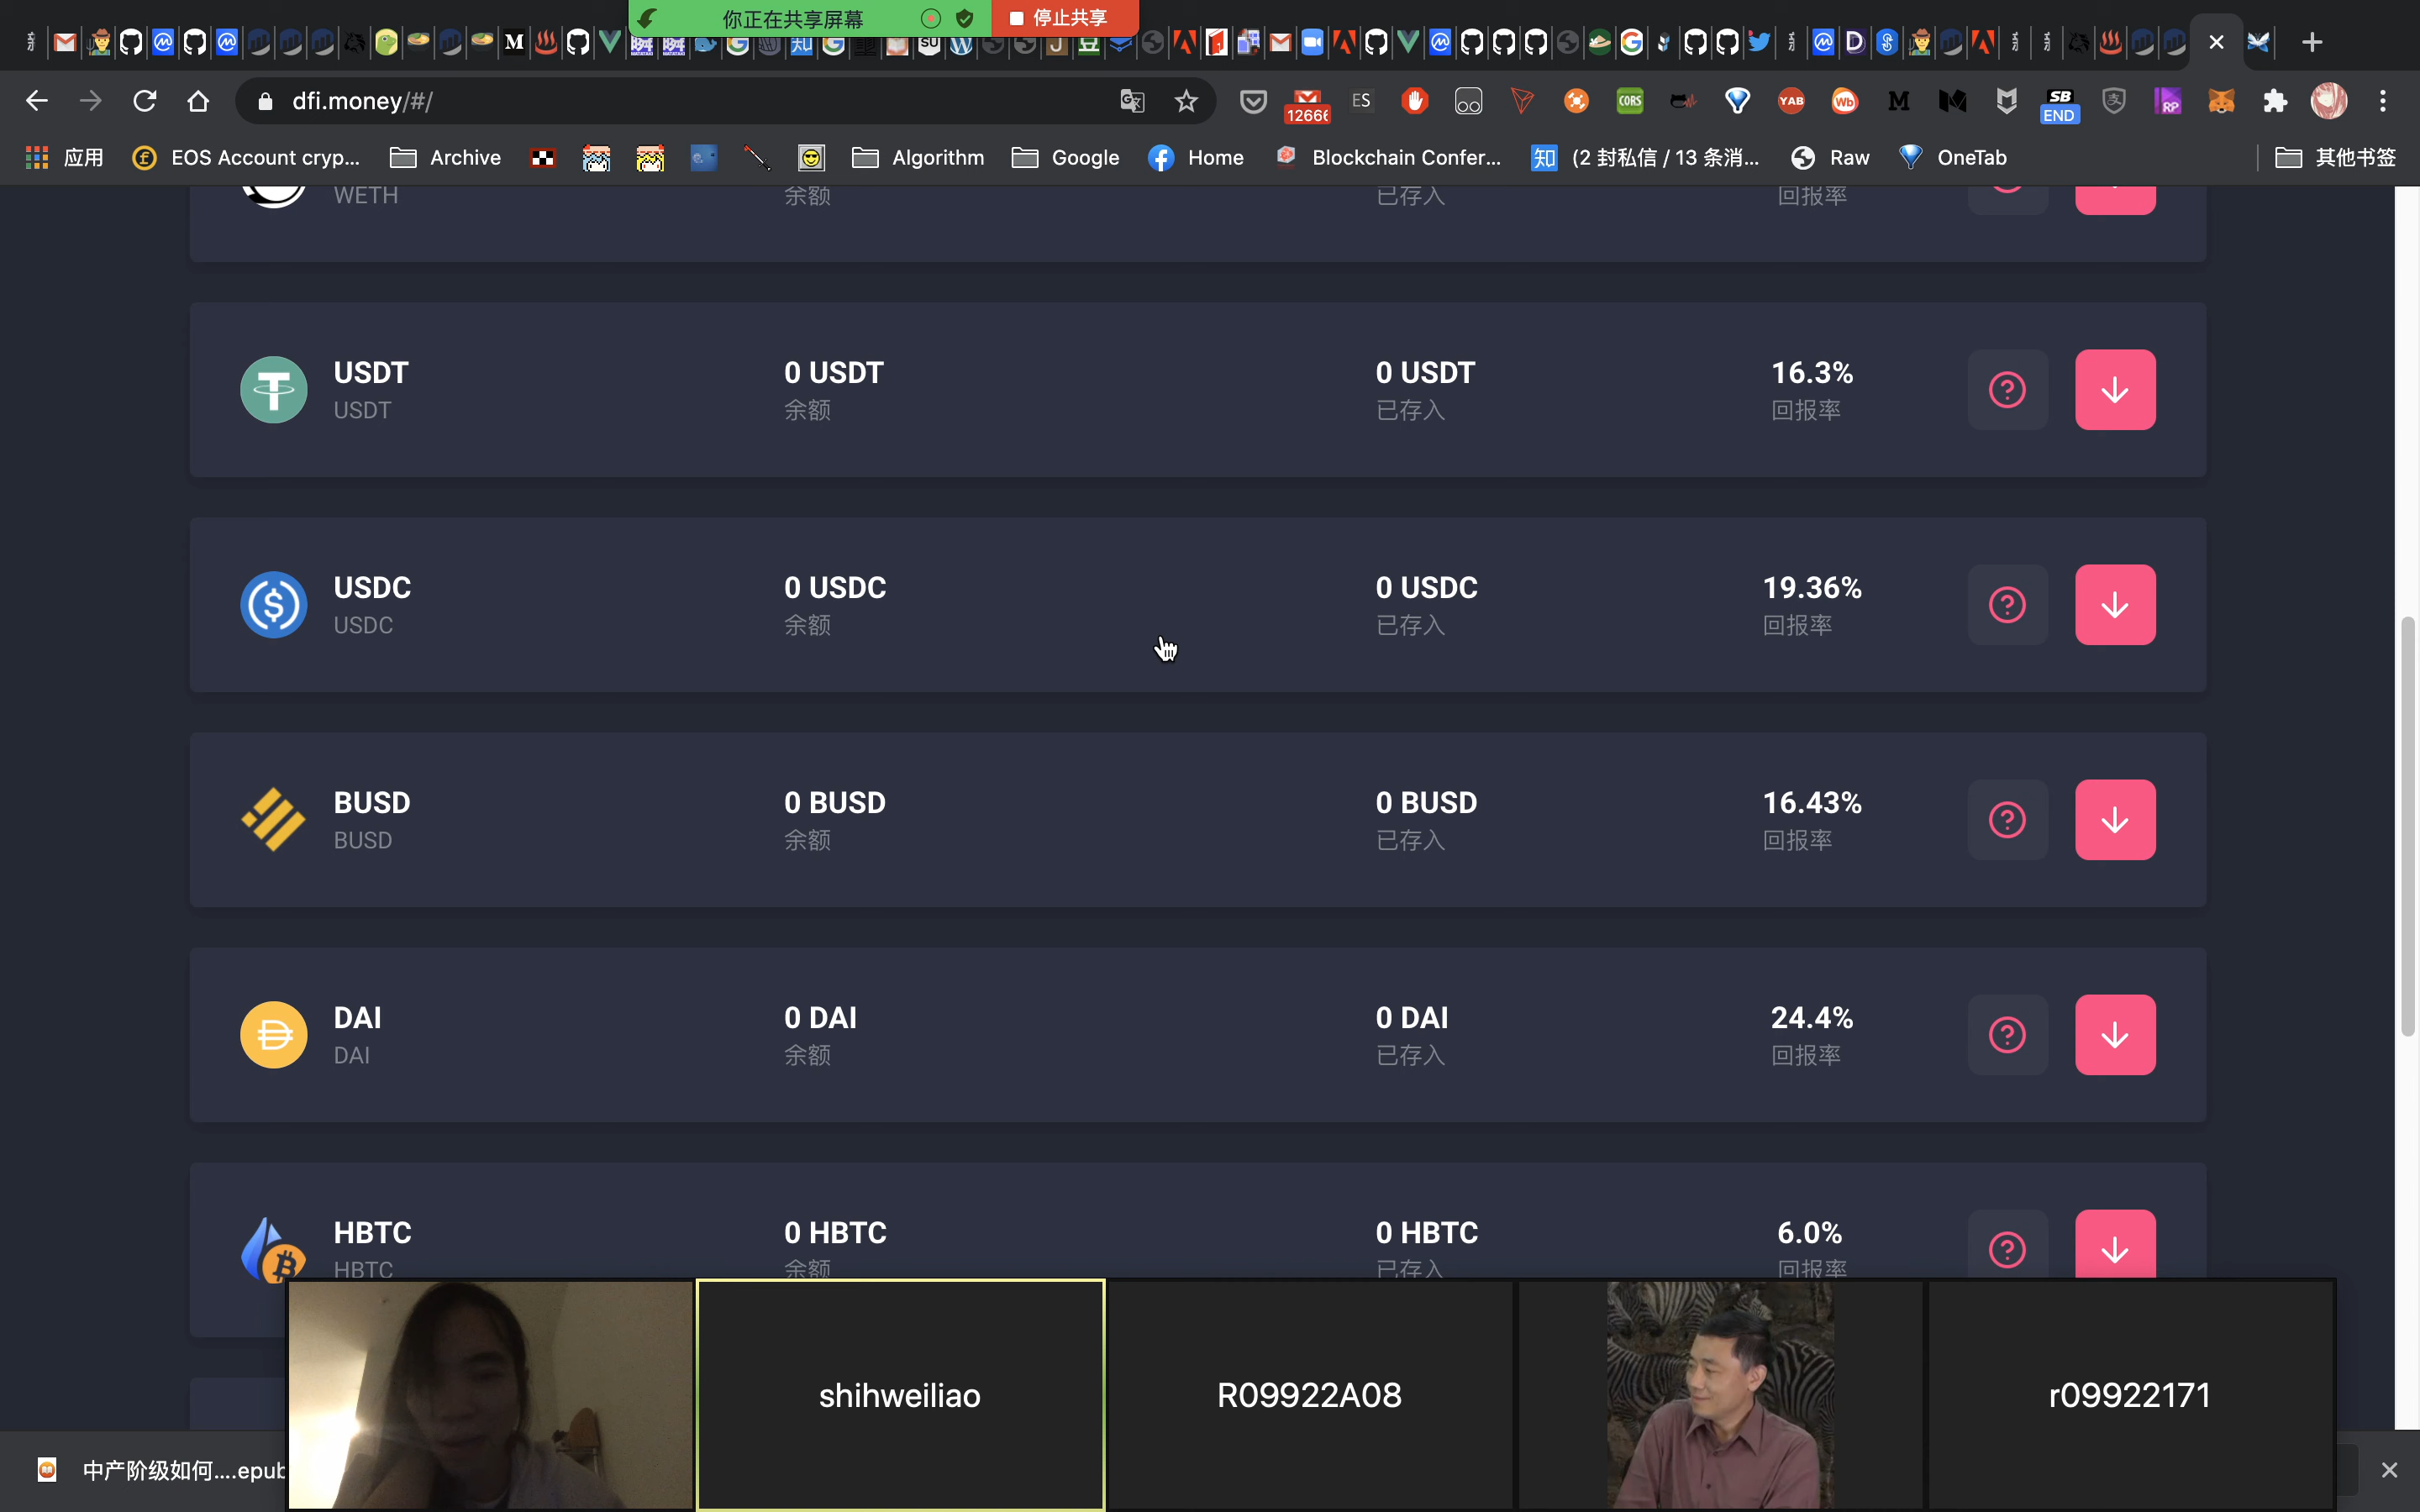 你正在共享屏幕
停止共享
dfi.money/#/
12666
ES
CORS
YAB
Wb
SB
END
RP
应用
EOS Account cryp...
Archive
Algorithm
Google
Home
Blockchain Confer...
知
(2 封私信 / 13 条消...
Raw
OneTab
其他书签
WETH
余额
已存入
回报率
USDT
0 USDT
0 USDT
16.3%
USDT
余额
已存入
回报率
USDC
0 USDC
0 USDC
19.36%
USDC
余额
已存入
回报率
BUSD
0 BUSD
0 BUSD
16.43%
BUSD
余额
已存入
回报率
DAI
0 DAI
0 DAI
24.4%
DAI
余额
已存入
回报率
HBTC
0 HBTC
0 HBTC
6.0%
HBTC
余额
已存入
回报率
shihweiliao
R09922A08
r09922171
中产阶级如何....epub